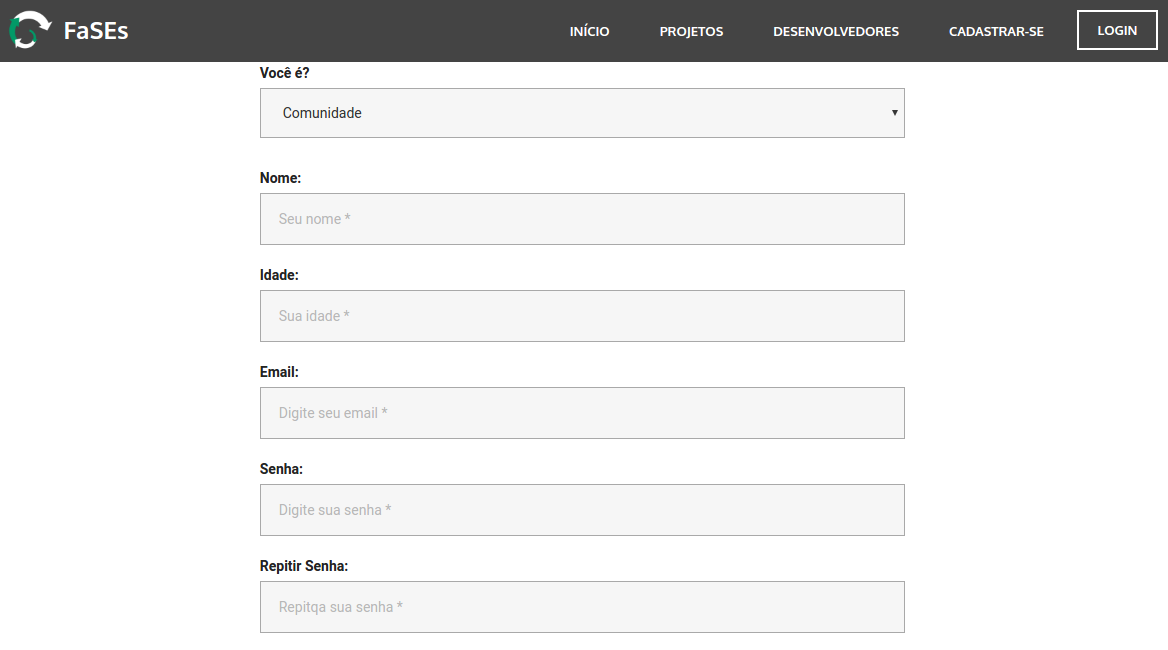 FaSEs INÍCIO PROJETOS DESENVOLVEDORES CADASTRAR-SE LOGIN
Você é?
Comunidade
Nome:
Seu nome *
Idade:
Sua idade *
Email:
Digite seu email *
Senha:
Digite sua senha *
Repitir Senha:
Repitqa sua senha *